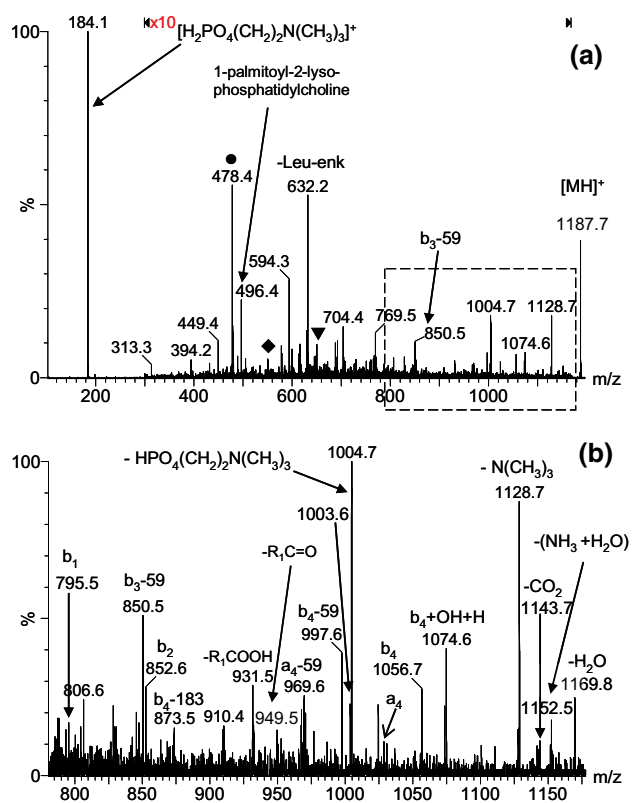 184.1
x10
[H₂PO₄(CH₂)₂N(CH₃)₃]⁺
(a)
100
1-palmitoyl-2-lyso-
phosphatidylcholine
478.4
-Leu-enk
632.2
[MH]⁺
1187.7
%
594.3
b₃-59
496.4
449.4
704.4
769.5
1004.7
1128.7
850.5
313.3
394.2
1074.6
0
200
400
600
800
1000
m/z
(b)
- HPO₄(CH₂)₂N(CH₃)₃
1004.7
- N(CH₃)₃
100
1128.7
1003.6
-(NH₃ +H₂O)
b₁
795.5
-R₁C=O
b₃-59
850.5
-CO₂
1143.7
b₄-59
997.6
b₄+OH+H
1074.6
%
b₂
852.6
-R₁COOH
931.5
a₄-59
969.6
b₄
1056.7
-H₂O
1169.8
806.6
b₄-183
873.5
910.4
949.5
a₄
1152.5
0
800
850
900
950
1000
1050
1100
1150
m/z